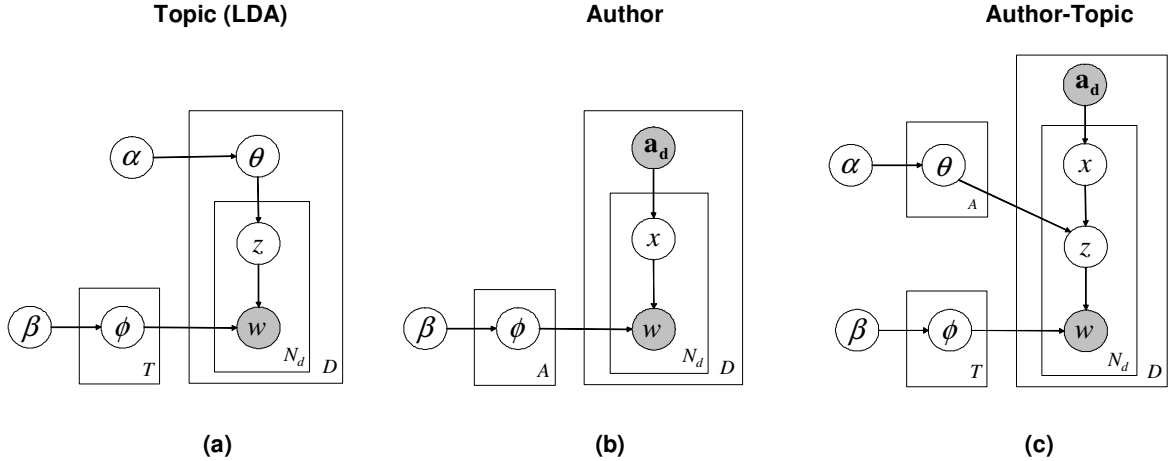 Topic (LDA)
α
θ
z
β
ϕ
w
T
N_d
D
(a)
Author
a_d
x
β
ϕ
w
A
N_d
D
(b)
Author-Topic
a_d
α
θ
x
A
z
β
ϕ
w
T
N_d
D
(c)